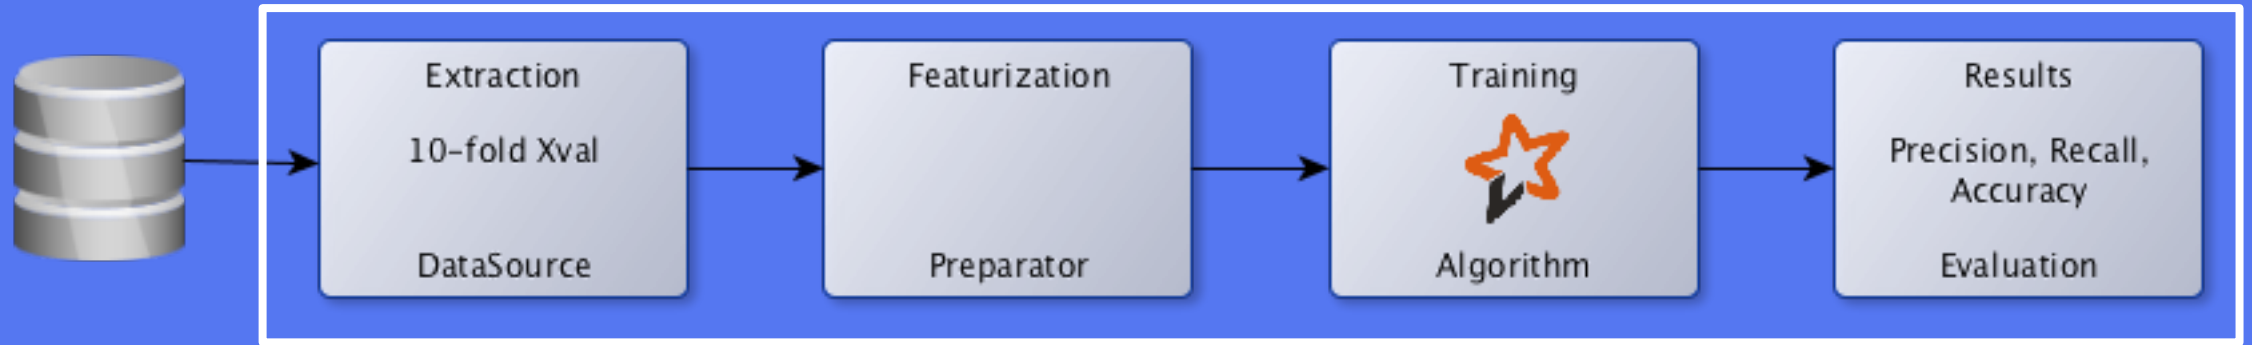 Extraction
10-fold Xval
DataSource
Featurization
Preparator
Training
Algorithm
Results
Precision, Recall,
Accuracy
Evaluation